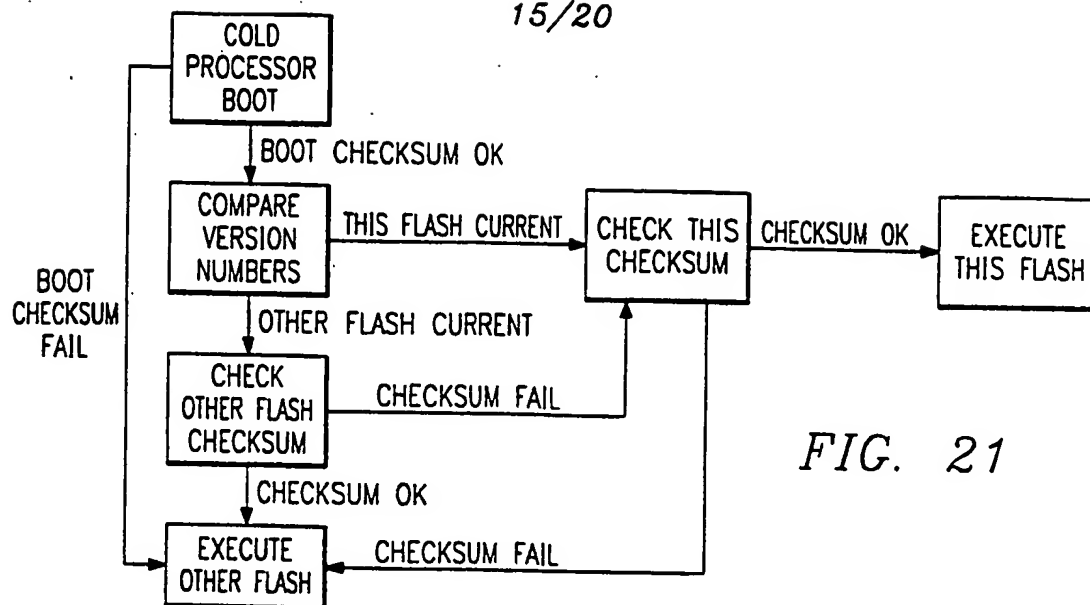 15/20
COLD
PROCESSOR
BOOT
BOOT CHECKSUM OK
COMPARE
VERSION
NUMBERS
THIS FLASH CURRENT
CHECK THIS
CHECKSUM
CHECKSUM OK
EXECUTE
THIS FLASH
BOOT
CHECKSUM
FAIL
OTHER FLASH CURRENT
CHECK
OTHER FLASH
CHECKSUM
CHECKSUM FAIL
CHECKSUM OK
EXECUTE
OTHER FLASH
CHECKSUM FAIL
FIG. 21